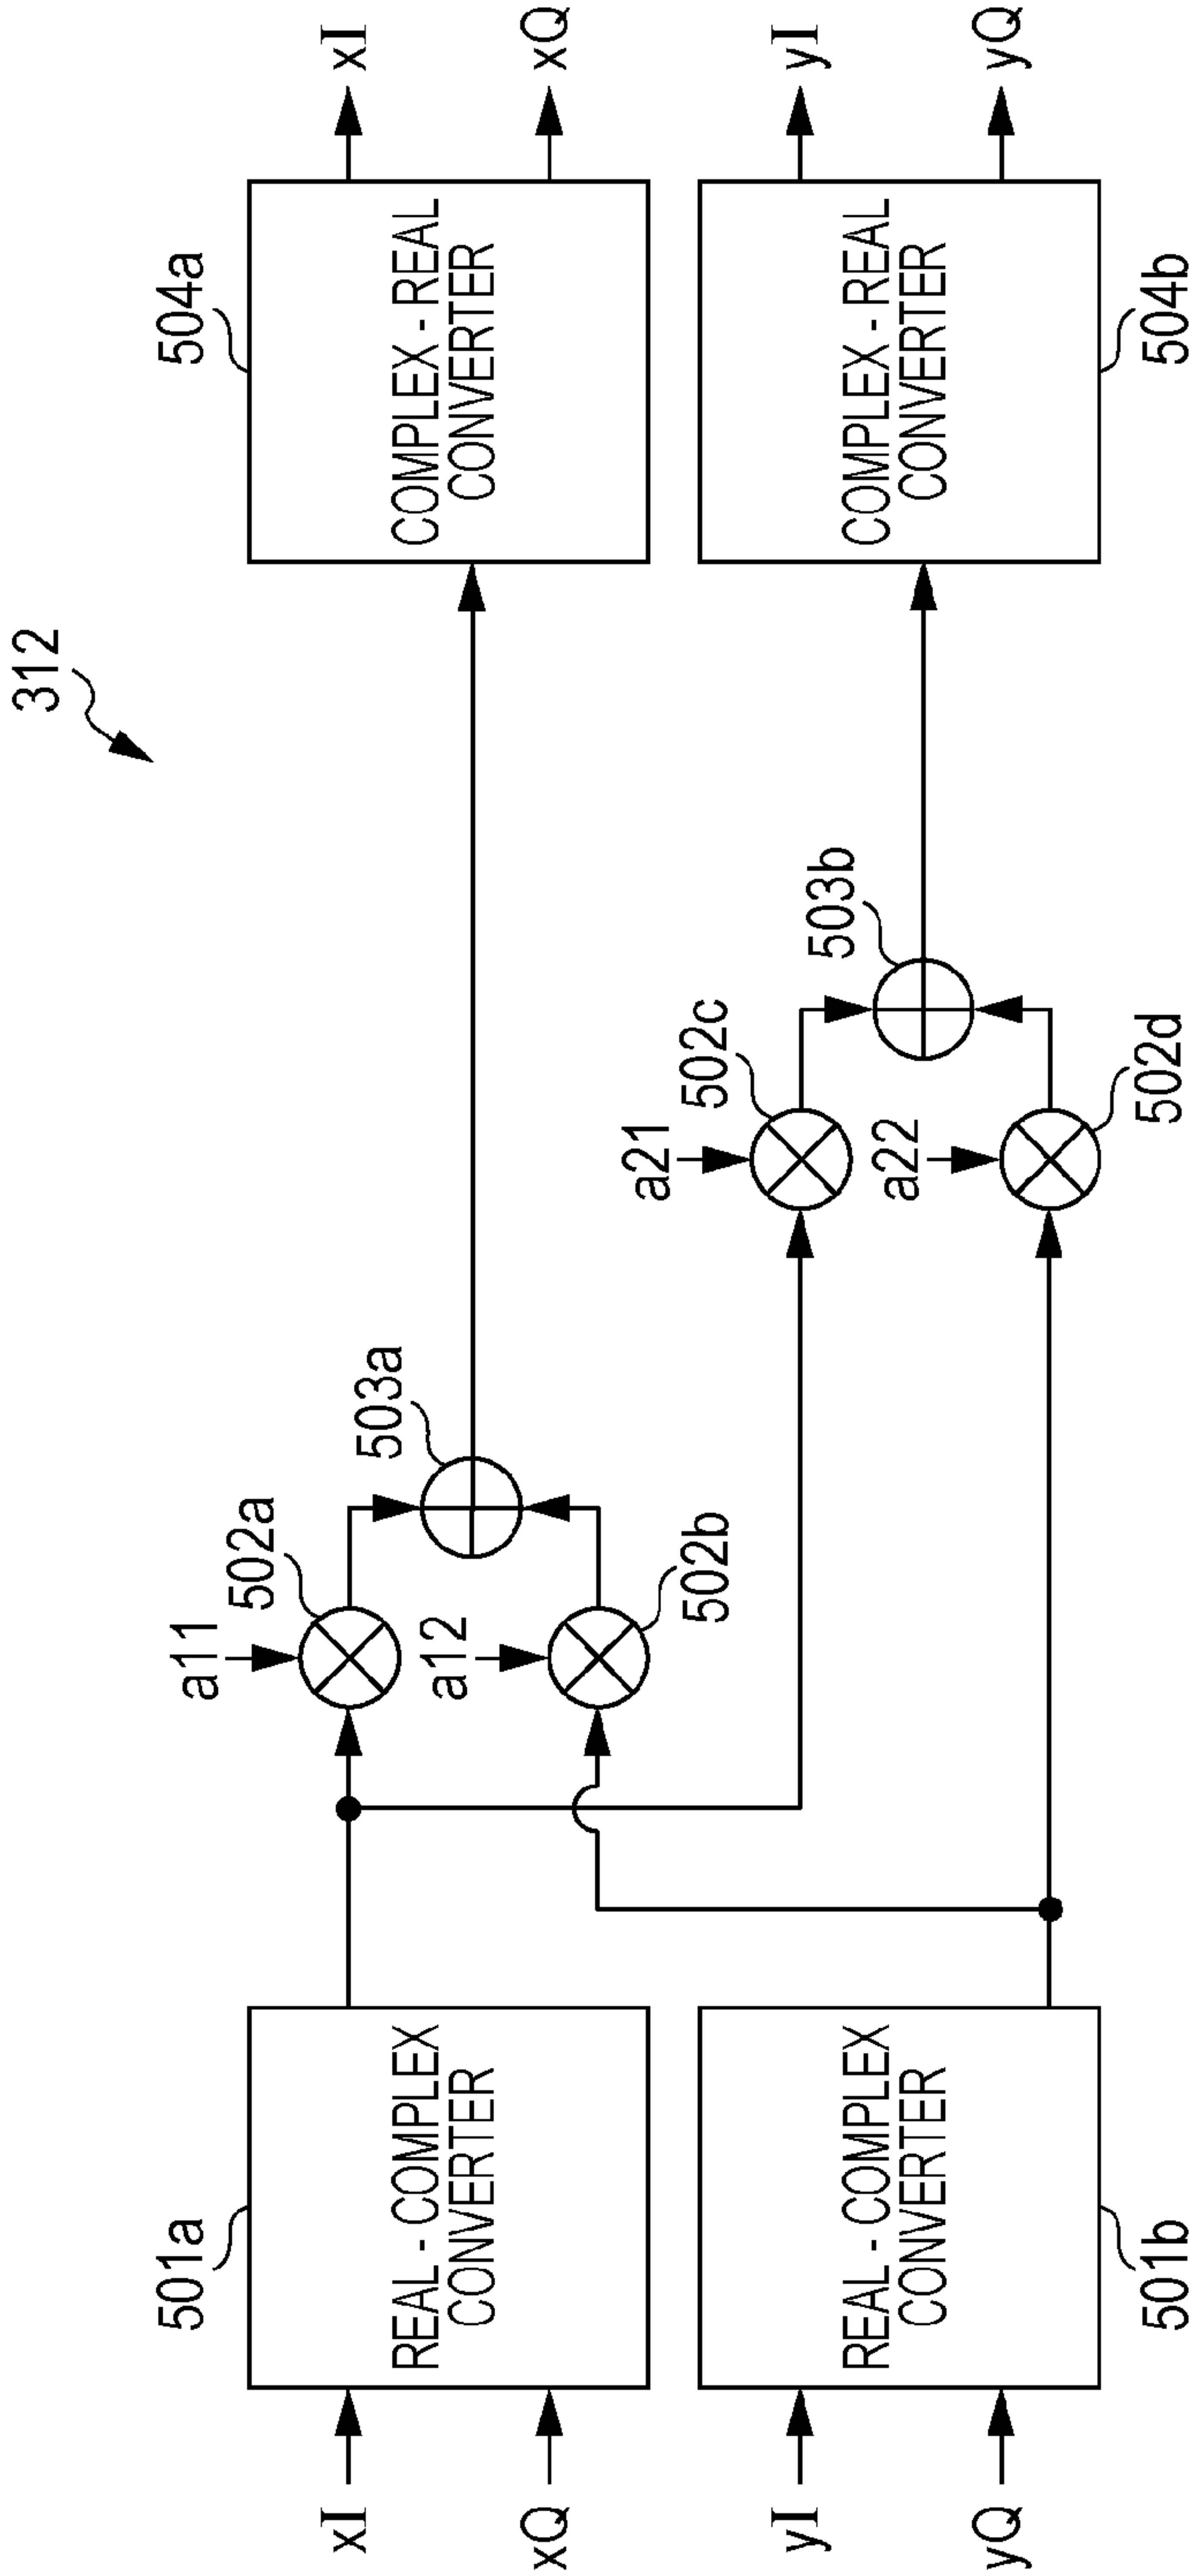 312
xI
xQ
yI
yQ
501a
REAL - COMPLEX
CONVERTER
501b
REAL - COMPLEX
CONVERTER
a11
502a
a12
502b
503a
a21
502c
a22
502d
503b
504a
COMPLEX - REAL
CONVERTER
504b
COMPLEX - REAL
CONVERTER
xI
xQ
yI
yQ